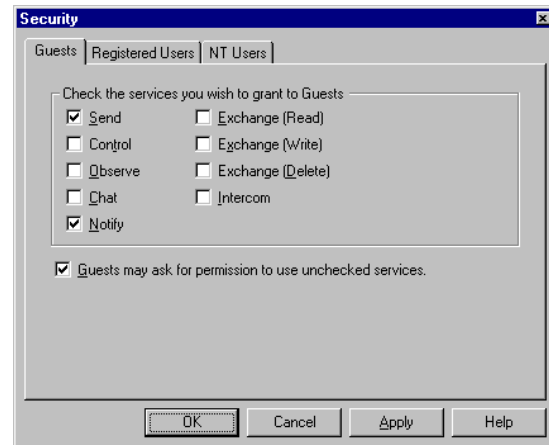 Security
Guests Registered Users NT Users
Check the services you wish to grant to Guests
Send Exchange (Read)
Control Exchange (Write)
Observe Exchange (Delete)
Chat Intercom
Notify
Guests may ask for permission to use unchecked services.
OK Cancel Apply Help